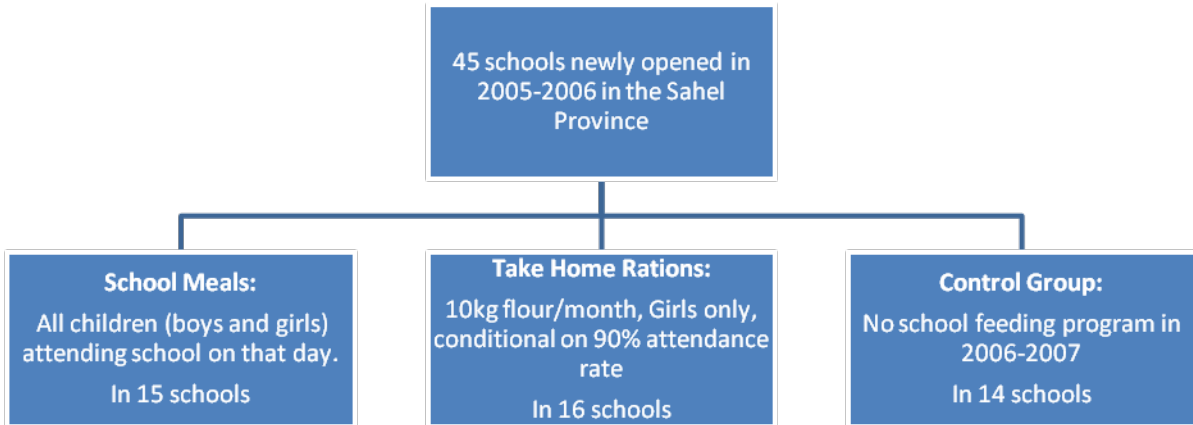 45 schools newly opened in
2005-2006 in the Sahel
Province
School Meals:
All children (boys and girls)
attending school on that day.
In 15 schools
Take Home Rations:
10kg flour/month, Girls only,
conditional on 90% attendance
rate
In 16 schools
Control Group:
No school feeding program in
2006-2007
In 14 schools